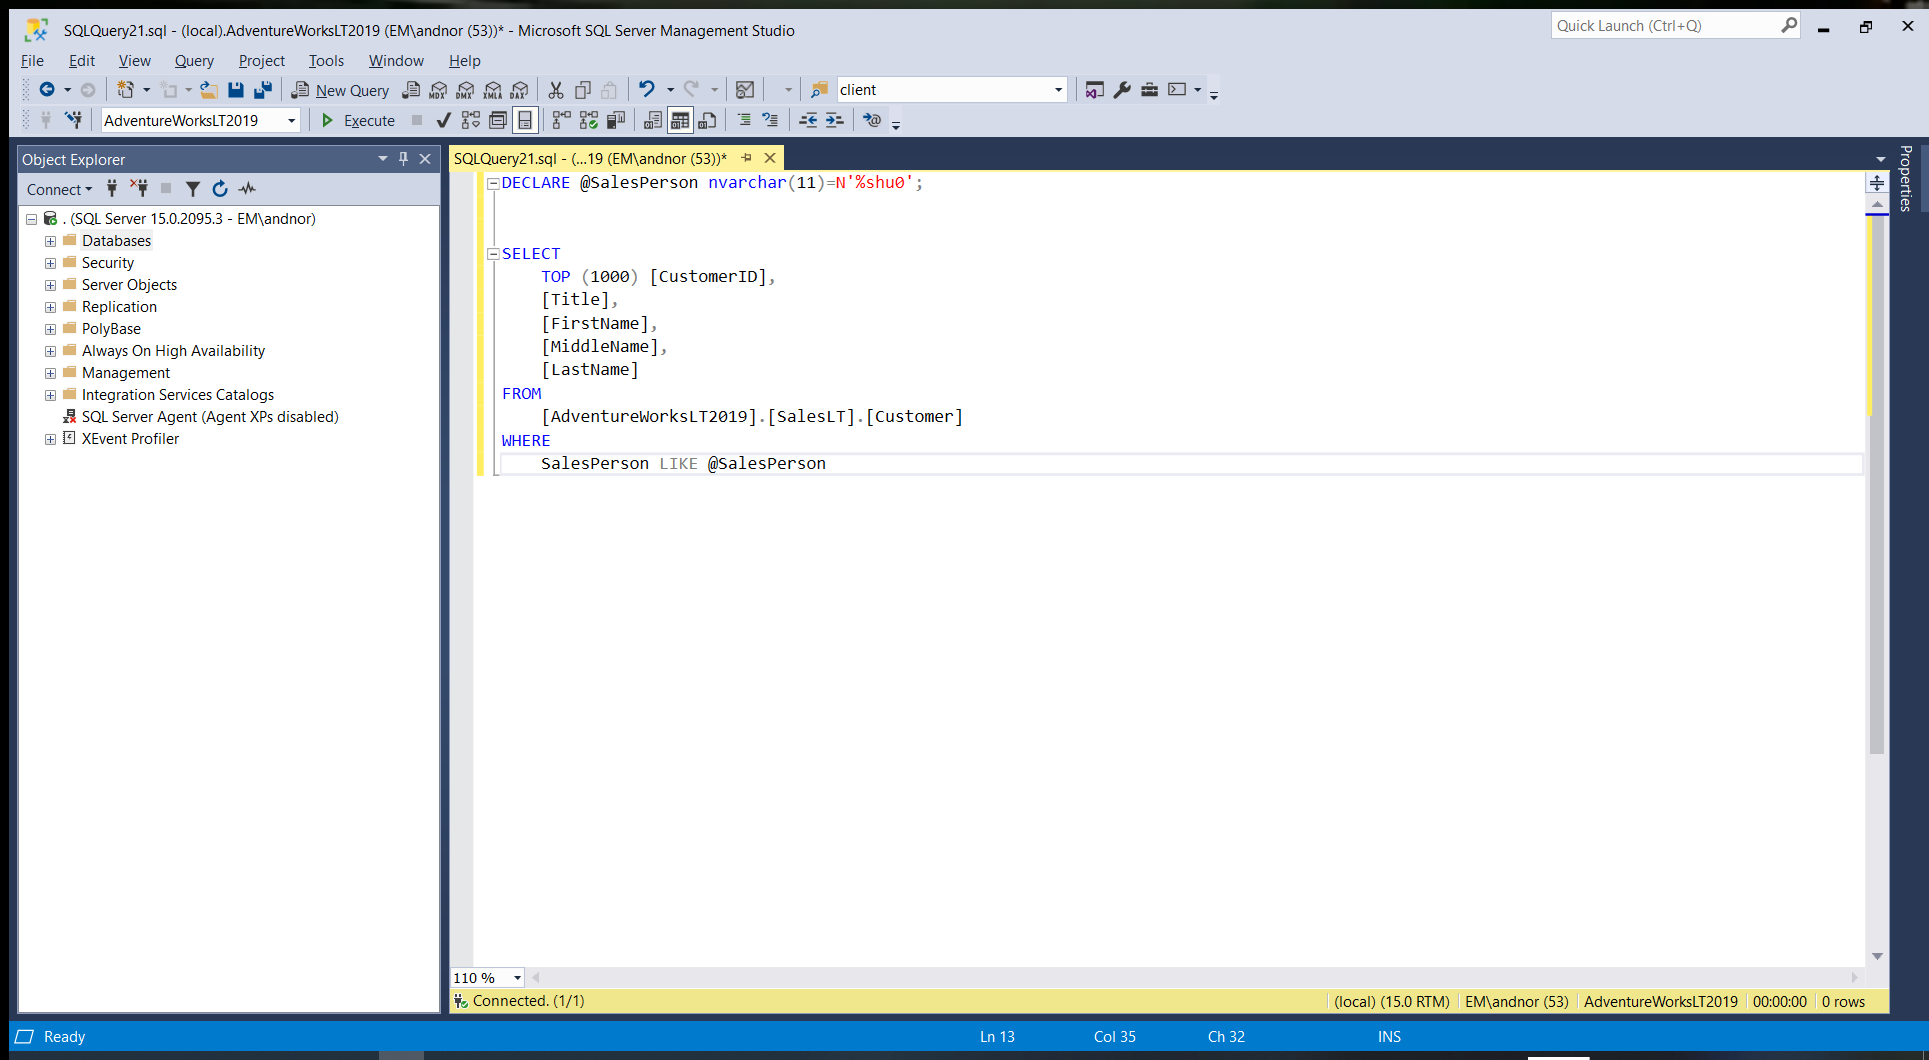 SQLQuery21.sql - (local).AdventureWorksLT2019 (EM\andnor (53))* - Microsoft SQL Server Management Studio
Quick Launch (Ctrl+Q)
File Edit View Query Project Tools Window Help
New Query MDX DMX XMLA DAX client
AdventureWorksLT2019 Execute
Object Explorer
Connect
. (SQL Server 15.0.2095.3 - EM\andnor)
Databases
Security
Server Objects
Replication
PolyBase
Always On High Availability
Management
Integration Services Catalogs
SQL Server Agent (Agent XPs disabled)
XEvent Profiler
SQLQuery21.sql - (...19 (EM\andnor (53))*
DECLARE @SalesPerson nvarchar(11)=N'%shu0';
SELECT
TOP (1000) [CustomerID],
[Title],
[FirstName],
[MiddleName],
[LastName]
FROM
[AdventureWorksLT2019].[SalesLT].[Customer]
WHERE
SalesPerson LIKE @SalesPerson
Properties
110 %
Connected. (1/1)
(local) (15.0 RTM) EM\andnor (53) AdventureWorksLT2019 00:00:00 0 rows
Ready Ln 13 Col 35 Ch 32 INS